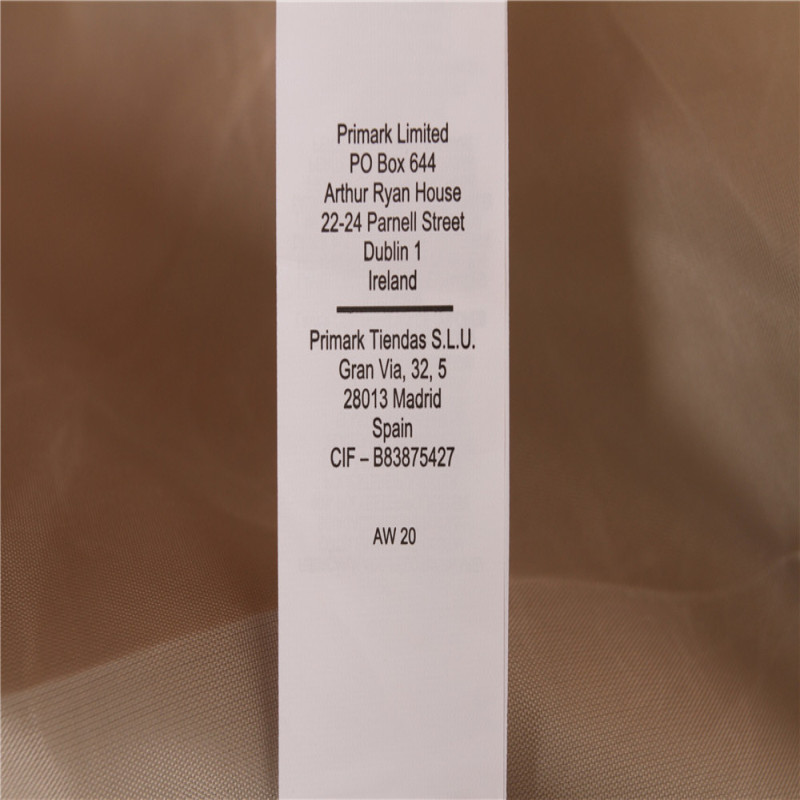 Primark Limited
PO Box 644
Arthur Ryan House
22-24 Parnell Street
Dublin 1
Ireland
Primark Tiendas S.L.U.
Gran Via, 32, 5
28013 Madrid
Spain
CIF – B83875427
AW 20